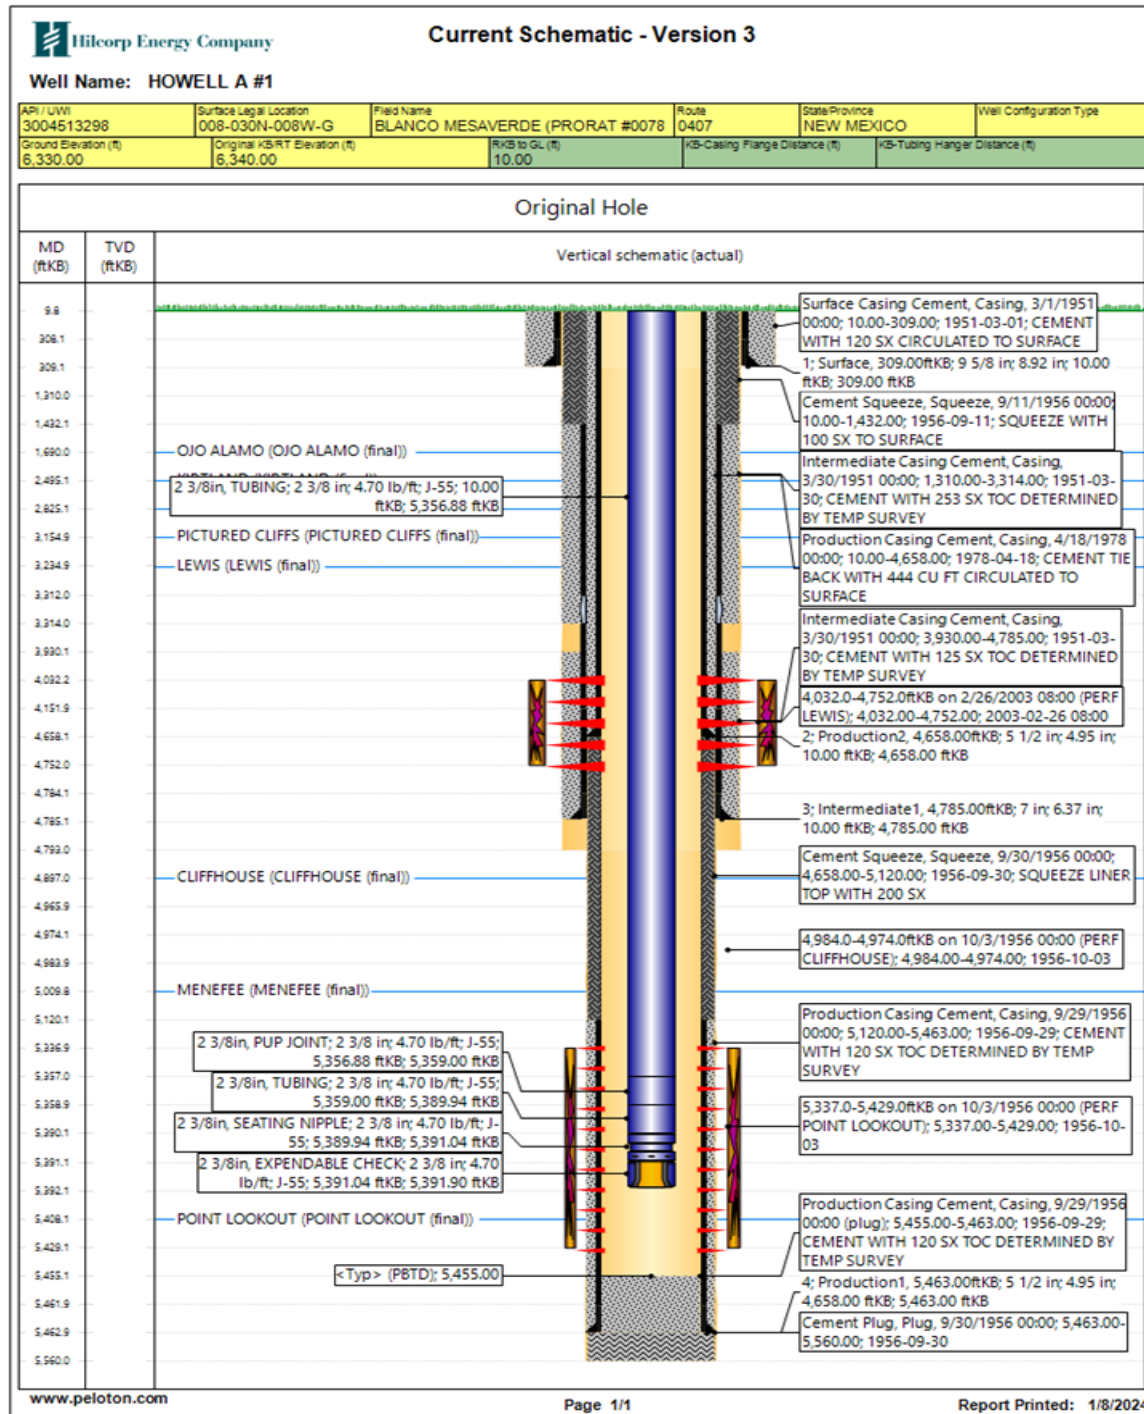 Hilcorp Energy Company
Current Schematic - Version 3
Well Name: HOWELL A #1
API / UWI
3004513298
Surface Legal Location
008-030N-008W-G
Field Name
BLANCO MESAVERDE (PRORAT #0078
Route
0407
State/Province
NEW MEXICO
Well Configuration Type
Ground Elevation (ft)
6,330.00
Original KB/RT Elevation (ft)
6,340.00
RKB to GL (ft)
10.00
KB-Casing Flange Distance (ft)
KB-Tubing Hanger Distance (ft)
Original Hole
MD
(ftKB)
TVD
(ftKB)
Vertical schematic (actual)
9.8
308.1
309.1
1,310.0
1,432.1
1,690.0
2,495.1
2,625.1
3,154.9
3,234.9
3,312.0
3,314.0
3,930.1
4,032.2
4,151.9
4,658.1
4,752.0
4,784.1
4,785.1
4,793.0
4,897.0
4,965.9
4,974.1
4,983.9
5,009.8
5,120.1
5,336.9
5,357.0
5,358.9
5,390.1
5,391.1
5,392.1
5,408.1
5,429.1
5,455.1
5,461.9
5,462.9
5,560.0
OJO ALAMO (OJO ALAMO (final))
2 3/8in, TUBING; 2 3/8 in; 4.70 lb/ft; J-55; 10.00
ftKB; 5,356.88 ftKB
PICTURED CLIFFS (PICTURED CLIFFS (final))
LEWIS (LEWIS (final))
CLIFFHOUSE (CLIFFHOUSE (final))
MENEFEE (MENEFEE (final))
2 3/8in, PUP JOINT; 2 3/8 in; 4.70 lb/ft; J-55;
5,356.88 ftKB; 5,359.00 ftKB
2 3/8in, TUBING; 2 3/8 in; 4.70 lb/ft; J-55;
5,359.00 ftKB; 5,389.94 ftKB
2 3/8in, SEATING NIPPLE; 2 3/8 in; 4.70 lb/ft; J-
55; 5,389.94 ftKB; 5,391.04 ftKB
2 3/8in, EXPENDABLE CHECK; 2 3/8 in; 4.70
lb/ft; J-55; 5,391.04 ftKB; 5,391.90 ftKB
POINT LOOKOUT (POINT LOOKOUT (final))
<Typ> (PBTD); 5,455.00
Surface Casing Cement, Casing, 3/1/1951
00:00; 10.00-309.00; 1951-03-01; CEMENT
WITH 120 SX CIRCULATED TO SURFACE
1; Surface, 309.00ftKB; 9 5/8 in; 8.92 in; 10.00
ftKB; 309.00 ftKB
Cement Squeeze, Squeeze, 9/11/1956 00:00;
10.00-1,432.00; 1956-09-11; SQUEEZE WITH
100 SX TO SURFACE
Intermediate Casing Cement, Casing,
3/30/1951 00:00; 1,310.00-3,314.00; 1951-03-
30; CEMENT WITH 253 SX TOC DETERMINED
BY TEMP SURVEY
Production Casing Cement, Casing, 4/18/1978
00:00; 10.00-4,658.00; 1978-04-18; CEMENT TIE
BACK WITH 444 CU FT CIRCULATED TO
SURFACE
Intermediate Casing Cement, Casing,
3/30/1951 00:00; 3,930.00-4,785.00; 1951-03-
30; CEMENT WITH 125 SX TOC DETERMINED
BY TEMP SURVEY
4,032.0-4,752.0ftKB on 2/26/2003 08:00 (PERF
LEWIS); 4,032.00-4,752.00; 2003-02-26 08:00
2; Production2, 4,658.00ftKB; 5 1/2 in; 4.95 in;
10.00 ftKB; 4,658.00 ftKB
3; Intermediate1, 4,785.00ftKB; 7 in; 6.37 in;
10.00 ftKB; 4,785.00 ftKB
Cement Squeeze, Squeeze, 9/30/1956 00:00;
4,658.00-5,120.00; 1956-09-30; SQUEEZE LINER
TOP WITH 200 SX
4,984.0-4,974.0ftKB on 10/3/1956 00:00 (PERF
CLIFFHOUSE); 4,984.00-4,974.00; 1956-10-03
Production Casing Cement, Casing, 9/29/1956
00:00; 5,120.00-5,463.00; 1956-09-29; CEMENT
WITH 120 SX TOC DETERMINED BY TEMP
SURVEY
5,337.0-5,429.0ftKB on 10/3/1956 00:00 (PERF
POINT LOOKOUT); 5,337.00-5,429.00; 1956-10-
03
Production Casing Cement, Casing, 9/29/1956
00:00 (plug); 5,455.00-5,463.00; 1956-09-29;
CEMENT WITH 120 SX TOC DETERMINED BY
TEMP SURVEY
4; Production1, 5,463.00ftKB; 5 1/2 in; 4.95 in;
4,658.00 ftKB; 5,463.00 ftKB
Cement Plug, Plug, 9/30/1956 00:00; 5,463.00-
5,560.00; 1956-09-30
www.peloton.com
Page 1/1
Report Printed: 1/8/2024